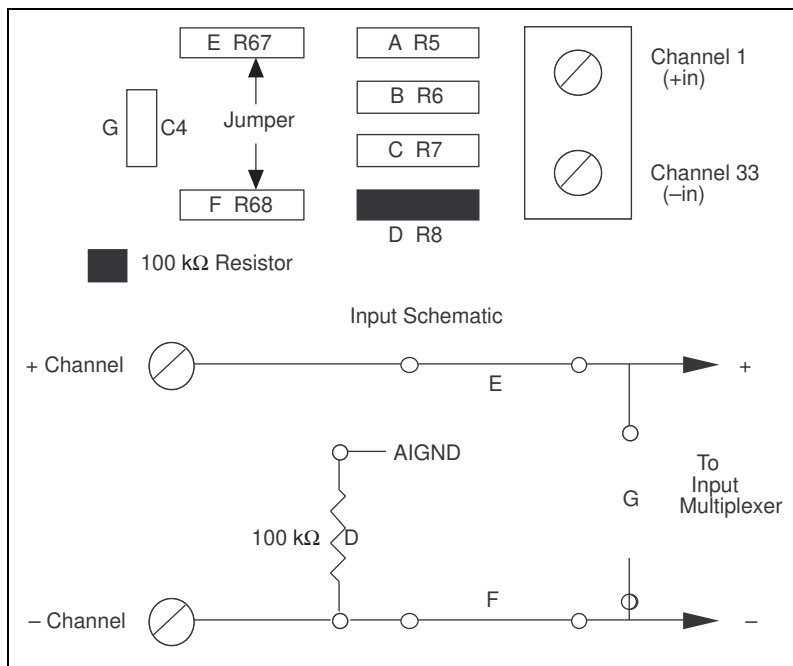 E R67
A R5
Channel 1
(+in)
B R6
G
C4
Jumper
C R7
Channel 33
(–in)
F R68
D R8
100 kΩ Resistor
Input Schematic
+ Channel
+
E
AIGND
To
Input
Multiplexer
G
100 kΩ
D
F
– Channel
–